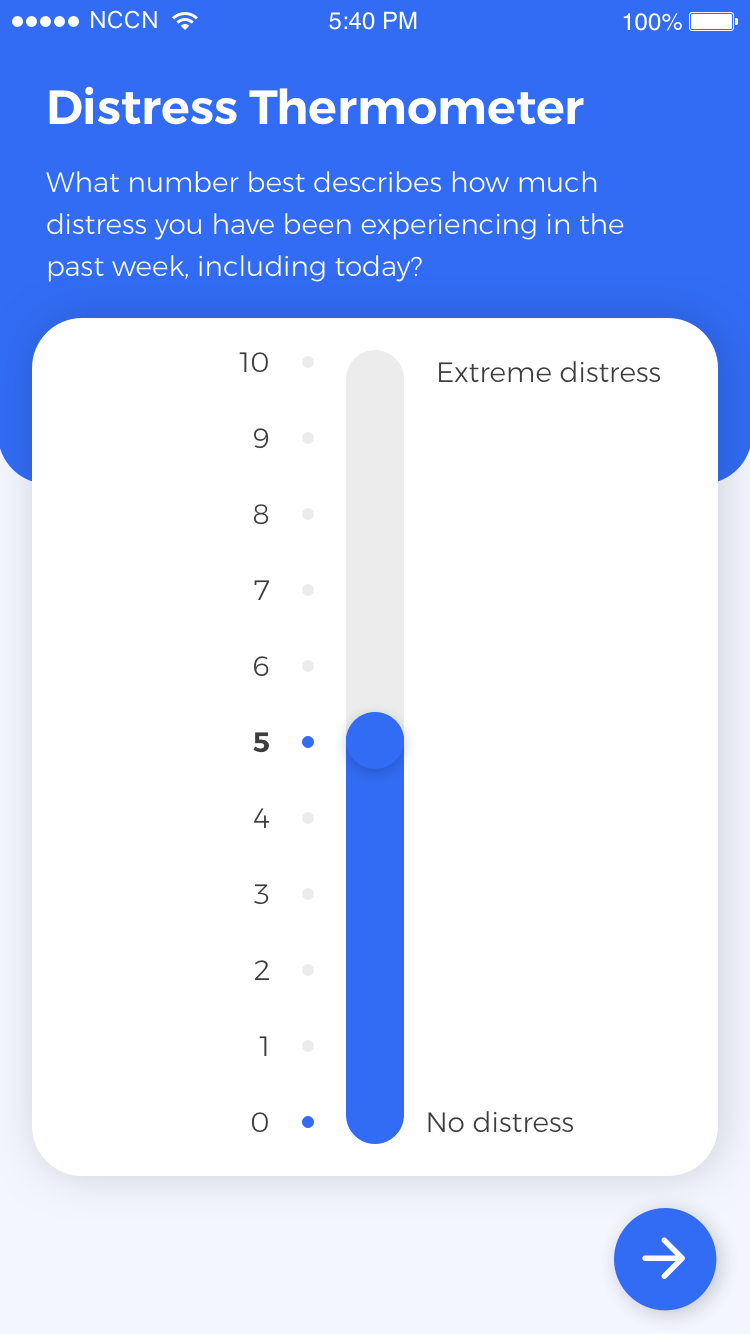 NCCN 5:40 PM 100%
Distress Thermometer
What number best describes how much
distress you have been experiencing in the
past week, including today?
10 Extreme distress
9
8
7
6
5
4
3
2
1
0 No distress